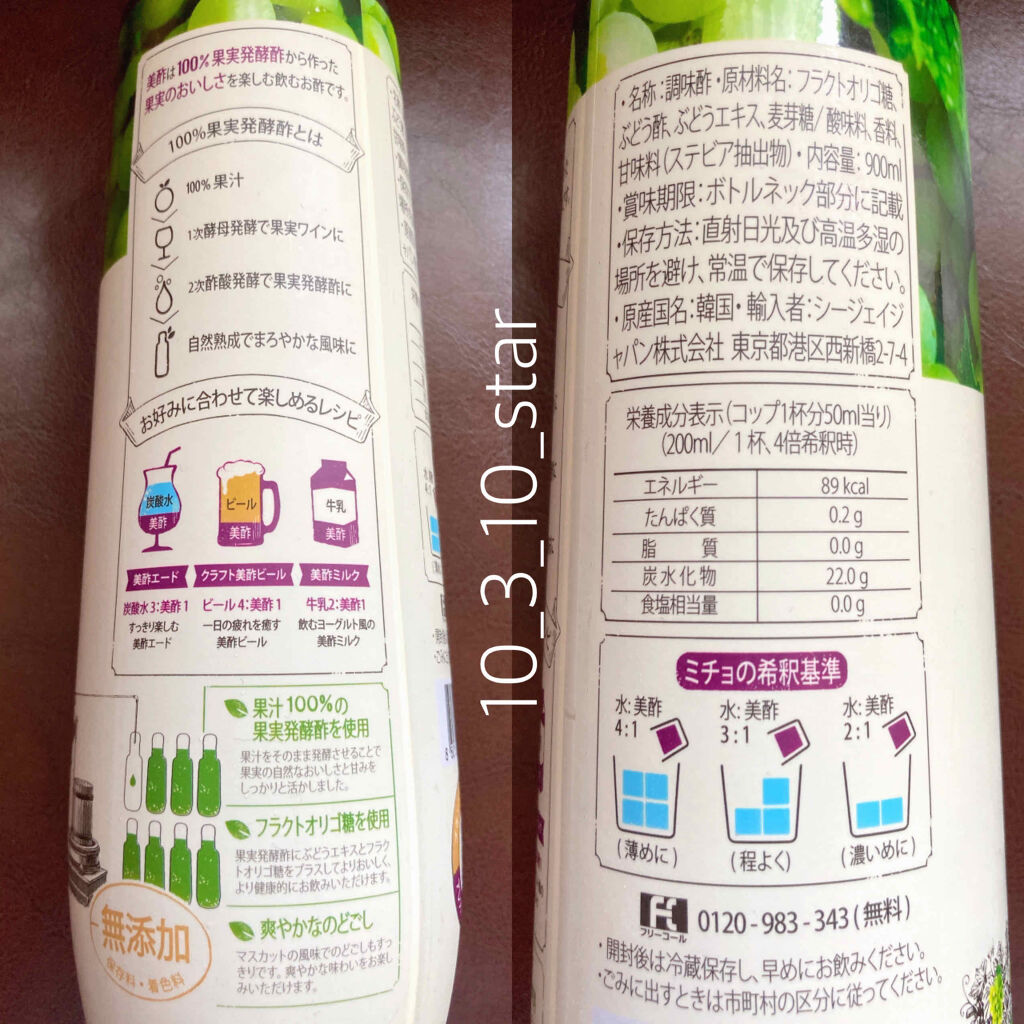 美酢は100%果実発酵酢から作った
果実のおいしさを楽しむ飲むお酢です。
100%果実発酵酢とは
100%果汁
1次酵母発酵で果実ワインに
2次酢酸発酵で果実発酵酢に
自然熟成でまろやかな風味に
お好みに合わせて楽しめるレシピ
炭酸水
美酢
ビール
美酢
牛乳
美酢
美酢エード
クラフト美酢ビール
美酢ミルク
炭酸水3:美酢1
すっきり楽しむ
美酢エード
ビール4:美酢1
一日の疲れを癒す
美酢ビール
牛乳2:美酢1
飲むヨーグルト風の
美酢ミルク
果汁100%の
果実発酵酢を使用
果汁をそのまま発酵させることで
果実の自然なおいしさと甘みを
しっかりと活かしました。
フラクトオリゴ糖を使用
果実発酵酢にぶどうエキスとフラク
トオリゴ糖をプラスしてよりおいしく、
より健康的にお飲みいただけます。
爽やかなのどごし
マスカットの風味でのどごしもすっ
きりです。爽やかな味わいをお楽し
みいただけます。
無添加
保存料・着色料
10_3_10_star
・名称:調味酢・原材料名:フラクトオリゴ糖、
ぶどう酢、ぶどうエキス、麦芽糖/酸味料、香料、
甘味料(ステビア抽出物)・内容量:900ml
・賞味期限:ボトルネック部分に記載
・保存方法:直射日光及び高温多湿の
場所を避け、常温で保存してください。
・原産国名:韓国・輸入者:シージェイジ
ャパン株式会社 東京都港区西新橋2-7-4
栄養成分表示(コップ1杯分50ml当り)
(200ml/1杯、4倍希釈時)
エネルギー 89 kcal
たんぱく質 0.2 g
脂質 0.0 g
炭水化物 22.0 g
食塩相当量 0.0 g
ミチョの希釈基準
水:美酢
4:1
(薄めに)
水:美酢
3:1
(程よく)
水:美酢
2:1
(濃いめに)
フリーコール
0120-983-343(無料)
・開封後は冷蔵保存し、早めにお飲みください。
・ごみに出すときは市町村の区分に従ってください。